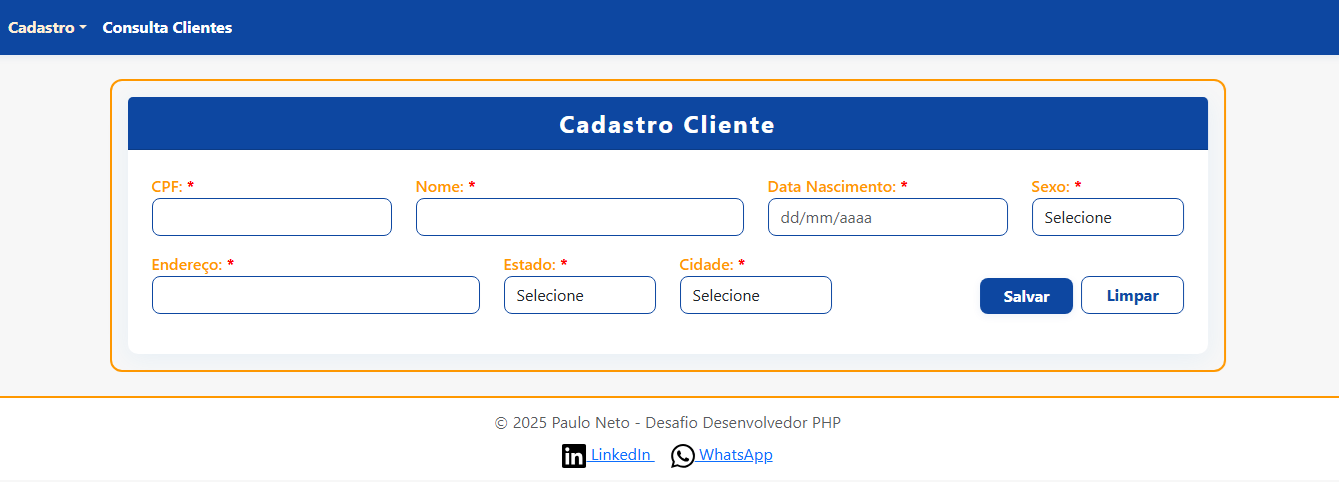 Cadastro Consulta Clientes
Cadastro Cliente
CPF: * Nome: * Data Nascimento: * Sexo: *
dd/mm/aaaa Selecione
Endereço: * Estado: * Cidade: *
Selecione Selecione Salvar Limpar
© 2025 Paulo Neto - Desafio Desenvolvedor PHP
in LinkedIn WhatsApp